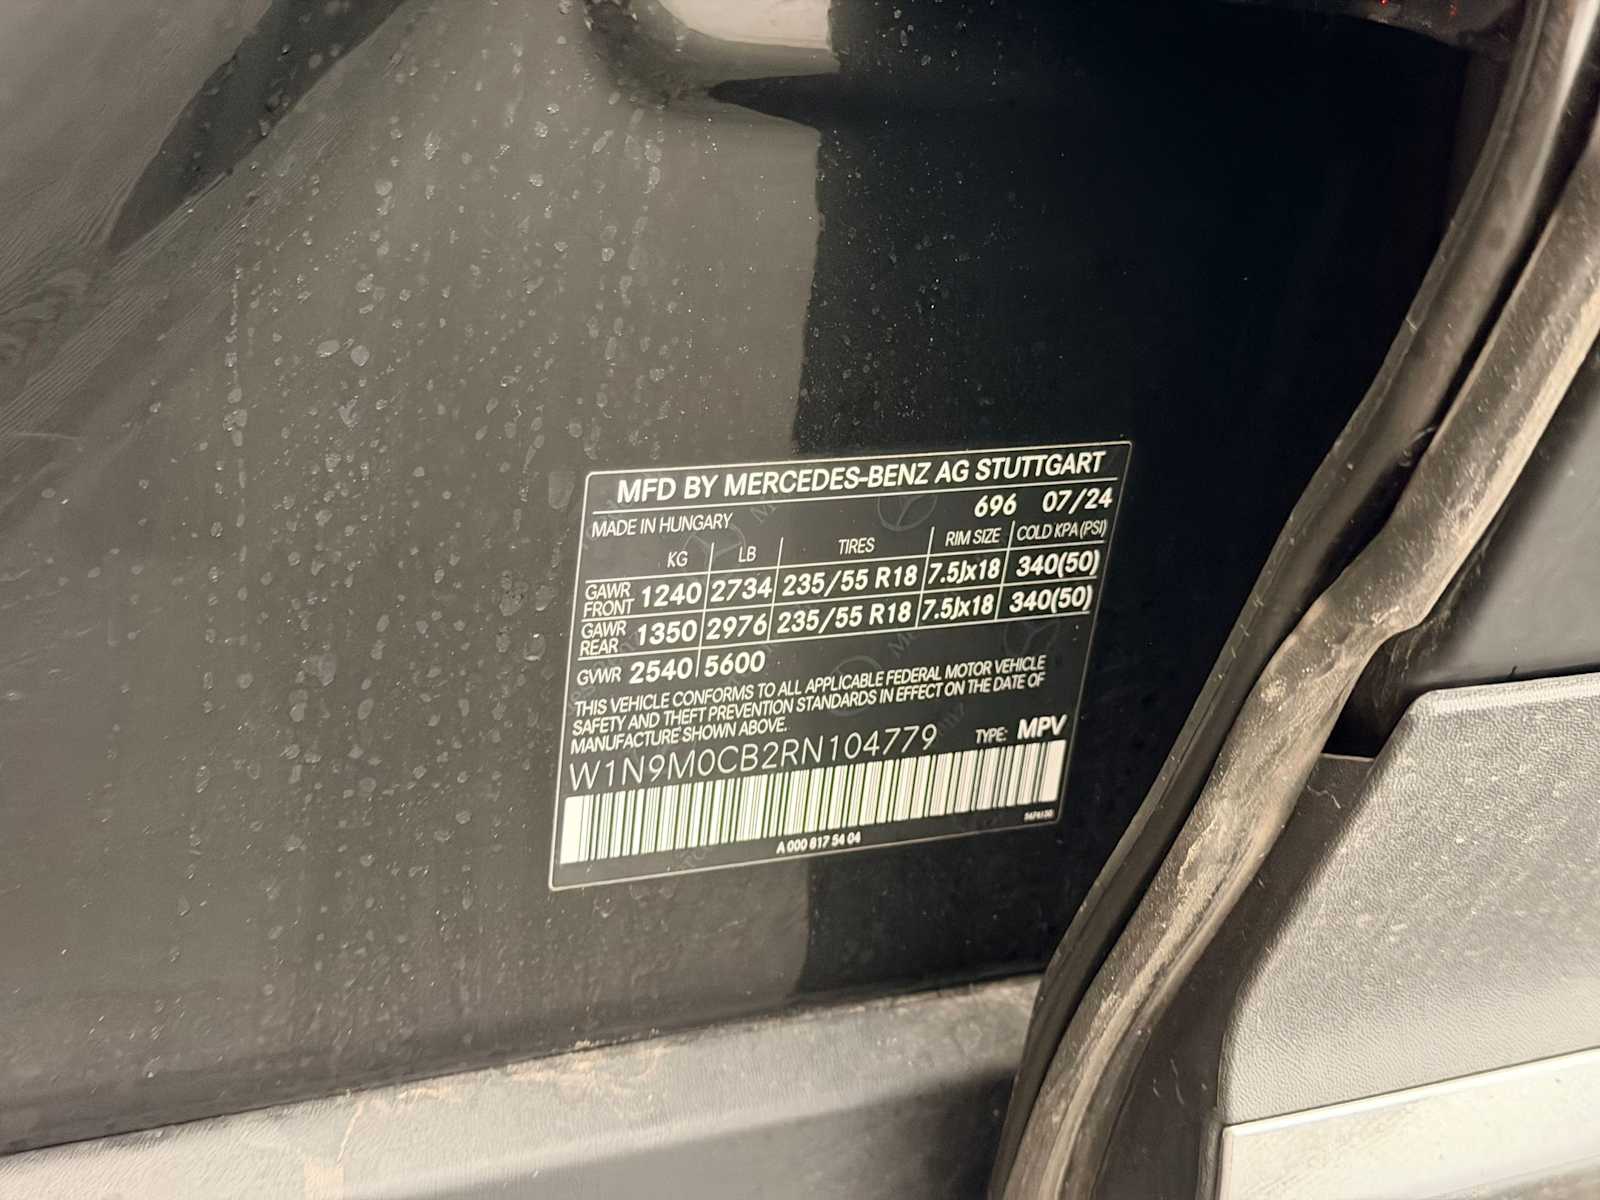 MFD BY MERCEDES-BENZ AG STUTTGART
696 07/24
MADE IN HUNGARY
KG LB TIRES RIM SIZE COLD KPA (PSI)
GAWR FRONT 1240 2734 235/55 R18 7.5Jx18 340(50)
GAWR REAR 1350 2976 235/55 R18 7.5Jx18 340(50)
GVWR 2540 5600
THIS VEHICLE CONFORMS TO ALL APPLICABLE FEDERAL MOTOR VEHICLE
SAFETY AND THEFT PREVENTION STANDARDS IN EFFECT ON THE DATE OF
MANUFACTURE SHOWN ABOVE.
W1N9M0CB2RN104779 TYPE: MPV
A 000 817 54 04